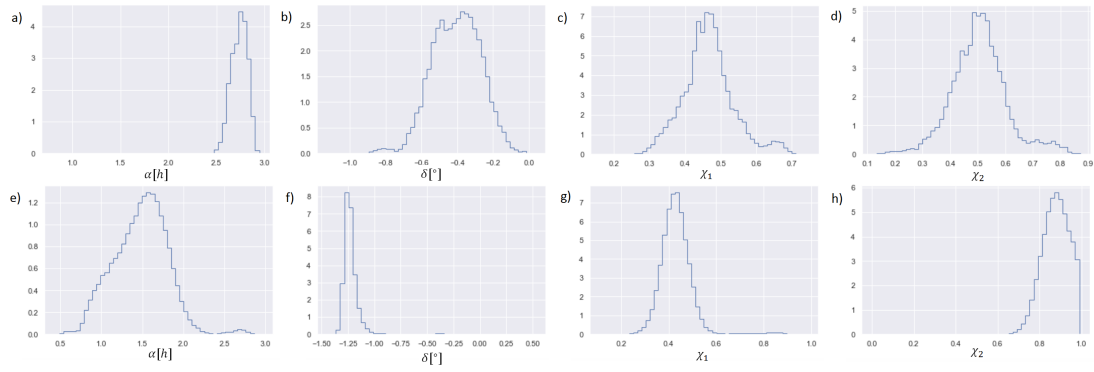 a) 4 3 2 1 0 1.0 1.5 2.0 2.5 3.0 α[h]
b) 2.5 2.0 1.5 1.0 0.5 0.0 −1.0 −0.8 −0.6 −0.4 −0.2 0.0 δ[°]
c) 7 6 5 4 3 2 1 0 0.2 0.3 0.4 0.5 0.6 0.7 χ1
d) 5 4 3 2 1 0 0.1 0.2 0.3 0.4 0.5 0.6 0.7 0.8 0.9 χ2
e) 1.2 1.0 0.8 0.6 0.4 0.2 0.0 0.5 1.0 1.5 2.0 2.5 3.0 α[h]
f) 8 7 6 5 4 3 2 1 0 −1.50 −1.25 −1.00 −0.75 −0.50 −0.25 0.00 0.25 0.50 δ[°]
g) 7 6 5 4 3 2 1 0 0.2 0.4 0.6 0.8 1.0 χ1
h) 6 5 4 3 2 1 0 0.0 0.2 0.4 0.6 0.8 1.0 χ2